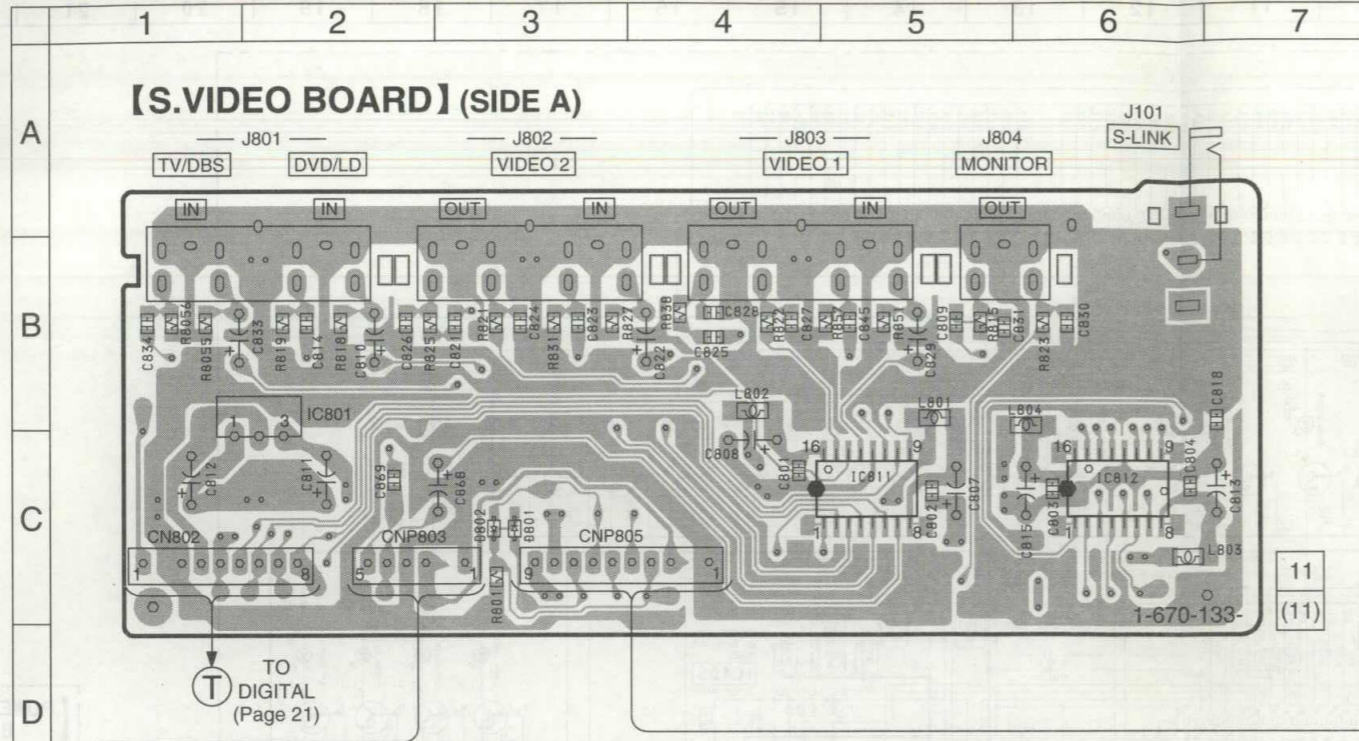 1 2 3 4 5 6 7
A
【S.VIDEO BOARD】(SIDE A)
J801 J802 J803 J804 J101
TV/DBS DVD/LD VIDEO 2 VIDEO 1 MONITOR S-LINK
IN IN OUT IN OUT IN OUT
B
C834 R8056 R8055 C833 R819 C814 R818 C810 C826 R825 C821 R821 C824 R831 C823 R827 C822 R838 C828 C825 R822 C827 R857 C845 R851 C829 C809 R815 C831 R823 C830
IC801 L802 L801 L804 C818
1 3
C808 16 9 16 9
C
C812 C811 C869 C868 C801 IC811 C802 C807 C815 C803 IC812 C804 C813
D802 D801 1 8 1 8
CN802 CNP803 CNP805 L803
1 8 5 1 9 1
R801
11
1-670-133- (11)
D
T TO
DIGITAL
(Page 21)